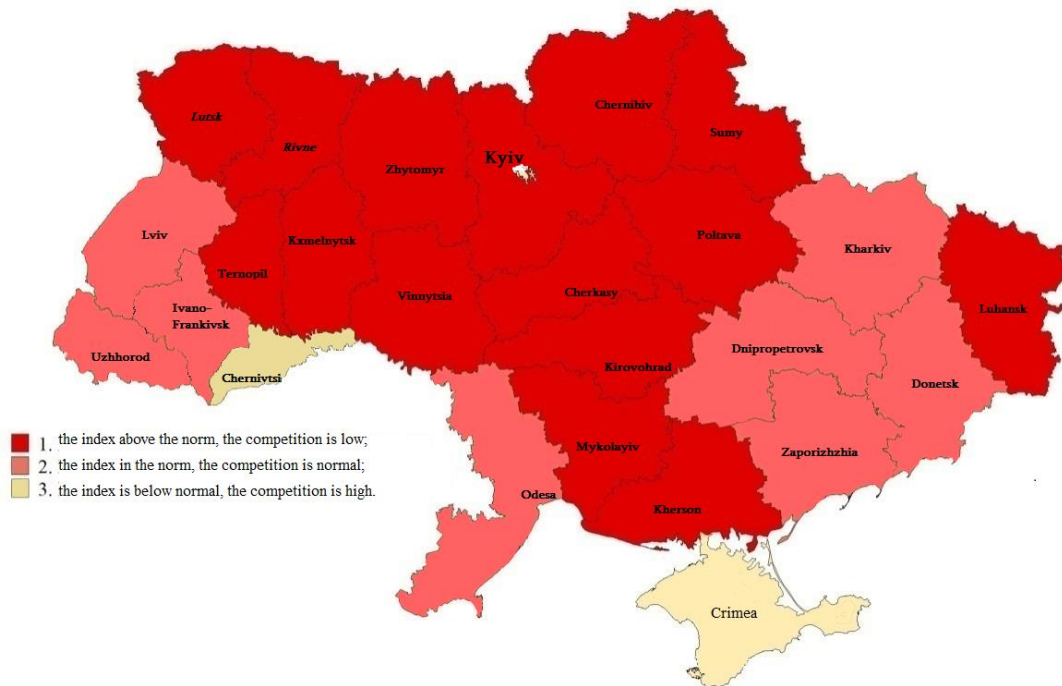 Chernihiv
Lutsk
Sumy
Rivne
Kyiv
Zhytomyr
Lviv
Kxmelnytsk
Poltava
Kharkiv
Ternopil
Vinnytsia
Cherkasy
Ivano-
Frankivsk
Luhansk
Uzhhorod
Dnipropetrovsk
Chernivtsi
Kirovohrad
Donetsk
1. the index above the norm, the competition is low;
2. the index in the norm, the competition is normal;
3. the index is below normal, the competition is high.
Mykolayiv
Zaporizhzhia
Odesa
Kherson
Crimea